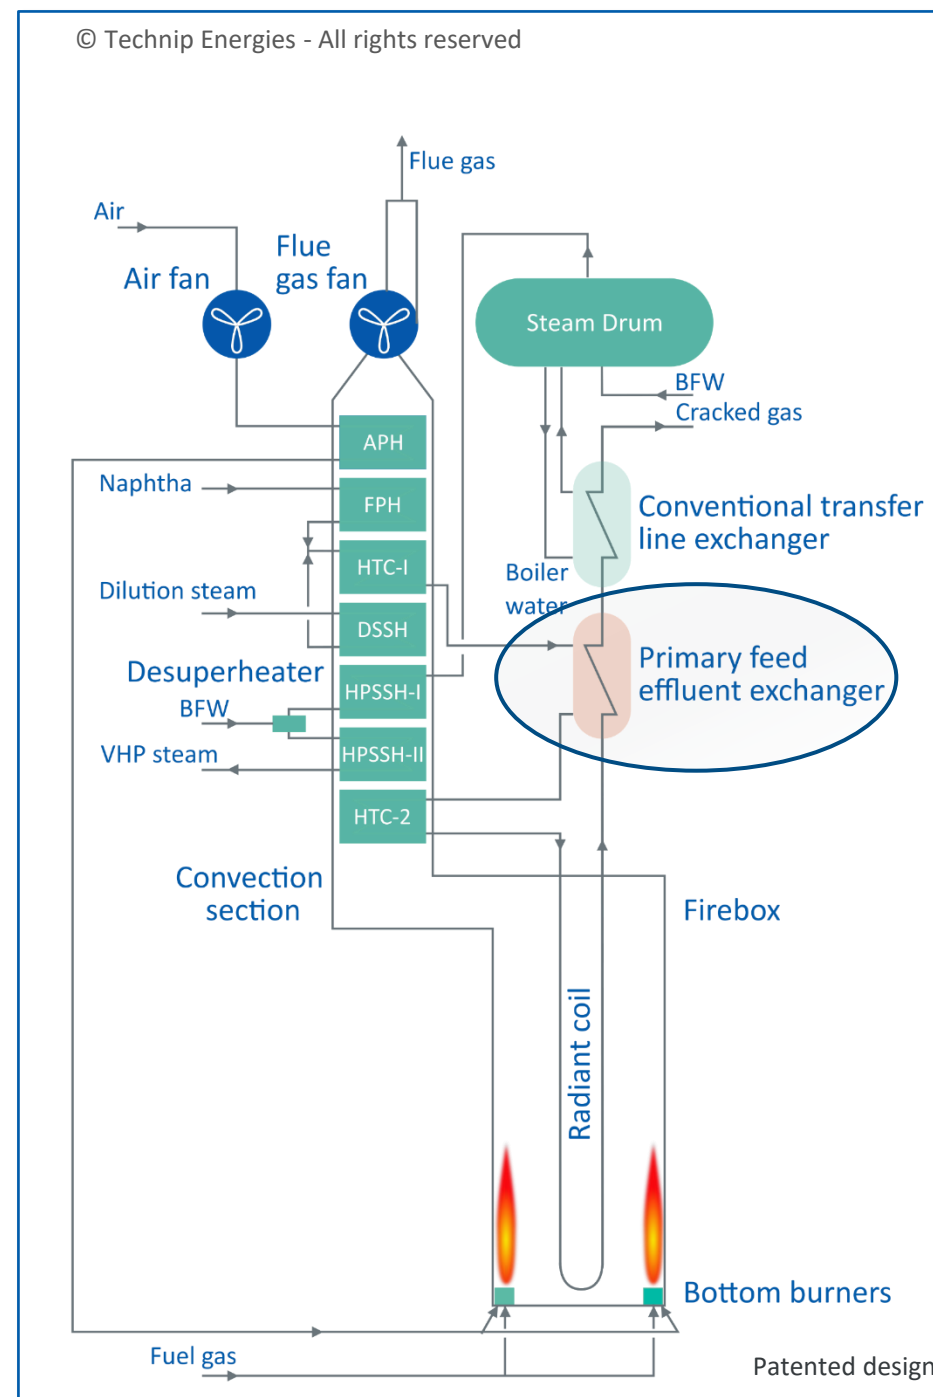 © Technip Energies - All rights reserved
Flue gas
Air
Flue
gas fan
Air fan
Steam Drum
BFW
Cracked gas
APH
Naphtha
FPH
Conventional transfer
line exchanger
HTC-I
Boiler
water
Dilution steam
DSSH
Primary feed
effluent exchanger
Desuperheater
HPSSH-I
BFW
VHP steam
HPSSH-II
HTC-2
Convection
section
Firebox
Radiant coil
Bottom burners
Fuel gas
Patented design